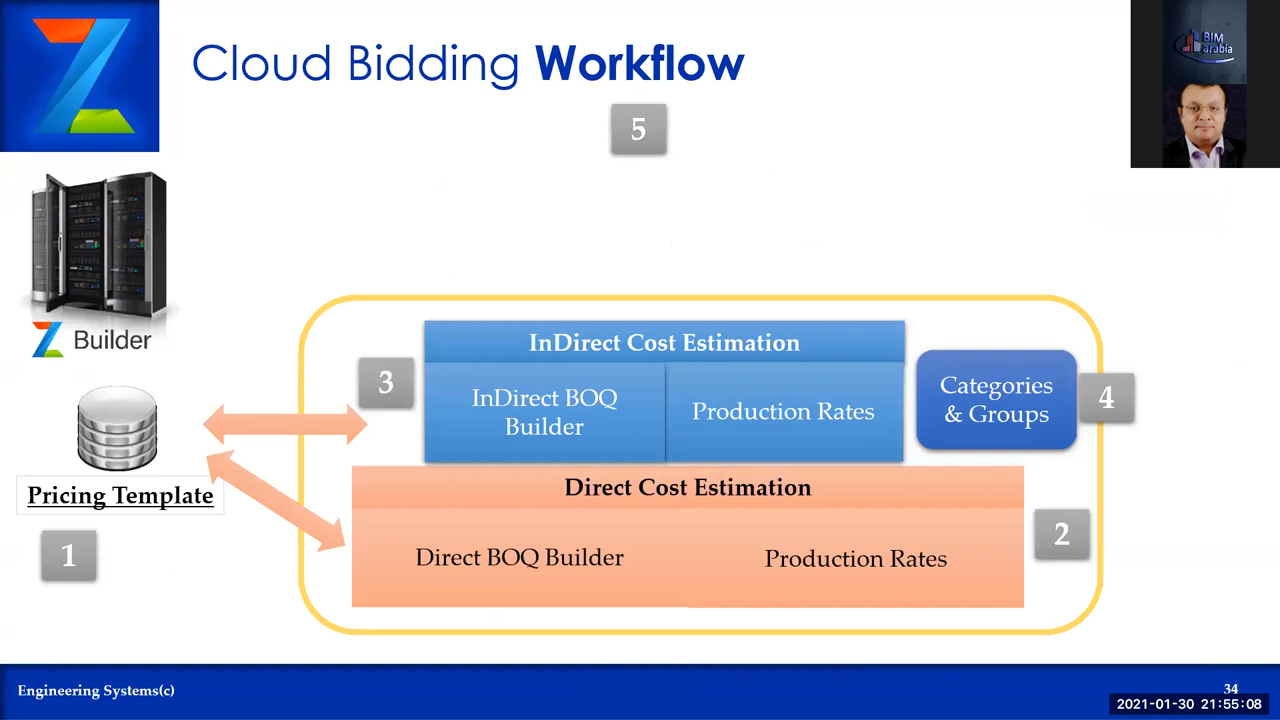 Cloud Bidding Workflow
BIM
arabia
5
Builder
InDirect Cost Estimation
3
InDirect BOQ
Builder
Production Rates
Categories
& Groups
4
Pricing Template
Direct Cost Estimation
1
Direct BOQ Builder
Production Rates
2
Engineering Systems(c)
34
2021-01-30 21:55:08